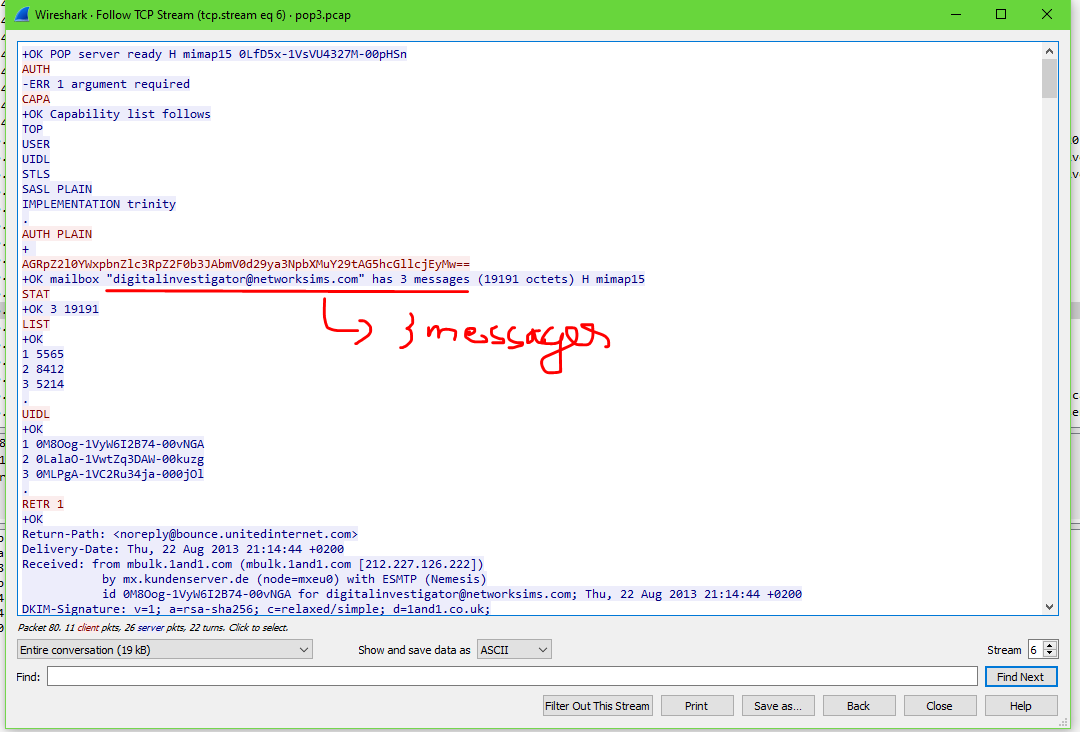 Wireshark · Follow TCP Stream (tcp.stream eq 6) · pop3.pcap
+OK POP server ready H mimap15 0LfD5x-1VsVU4327M-00pHSn
AUTH
-ERR 1 argument required
CAPA
+OK Capability list follows
TOP
USER
UIDL
STLS
SASL PLAIN
IMPLEMENTATION trinity
.
AUTH PLAIN
+
AGRpZ2l0YWxpbnZlc3RpZ2F0b3JAbmV0d29ya3NpbXMuY29tAG5hcGllcjEyMw==
+OK mailbox "digitalinvestigator@networksims.com" has 3 messages (19191 octets) H mimap15
STAT
+OK 3 19191
LIST
+OK
1 5565
2 8412
3 5214
.
3 messages
UIDL
+OK
1 0M8Oog-1VyW6I2B74-00vNGA
2 0LalaO-1VwtZq3DAW-00kuzg
3 0MLPgA-1VC2Ru34ja-000jOl
.
RETR 1
+OK
Return-Path: <noreply@bounce.unitedinternet.com>
Delivery-Date: Thu, 22 Aug 2013 21:14:44 +0200
Received: from mbulk.1and1.com (mbulk.1and1.com [212.227.126.222])
by mx.kundenserver.de (node=mxeu0) with ESMTP (Nemesis)
id 0M8Oog-1VyW6I2B74-00vNGA for digitalinvestigator@networksims.com; Thu, 22 Aug 2013 21:14:44 +0200
DKIM-Signature: v=1; a=rsa-sha256; c=relaxed/simple; d=1and1.co.uk;
Packet 80. 11 client pkts, 26 server pkts, 22 turns. Click to select.
Entire conversation (19 kB) Show and save data as ASCII Stream 6
Find: Find Next
Filter Out This Stream Print Save as... Back Close Help